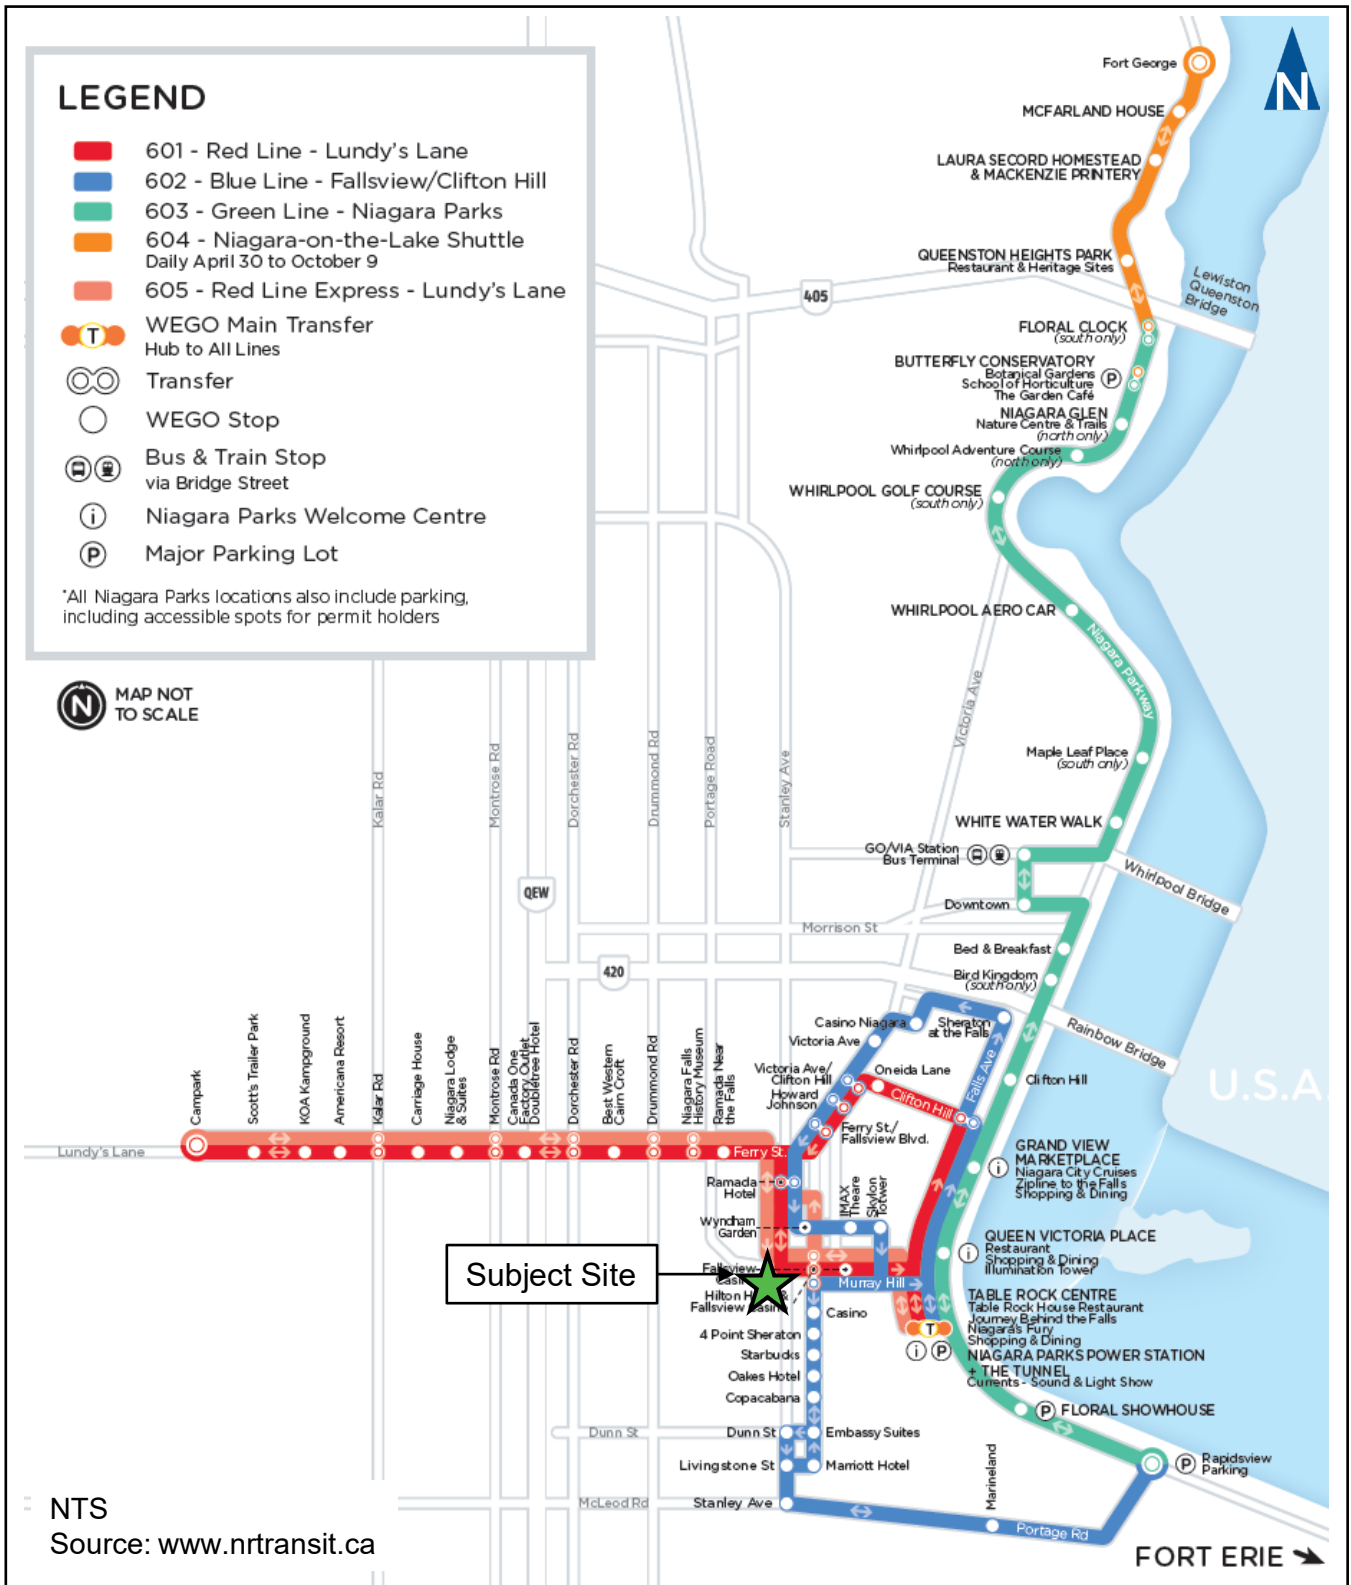 LEGEND
601 - Red Line - Lundy's Lane
602 - Blue Line - Fallsview/Clifton Hill
603 - Green Line - Niagara Parks
604 - Niagara-on-the-Lake Shuttle
Daily April 30 to October 9
605 - Red Line Express - Lundy's Lane
T
WEGO Main Transfer
Hub to All Lines
Transfer
WEGO Stop
Bus & Train Stop
via Bridge Street
i
Niagara Parks Welcome Centre
P
Major Parking Lot
*All Niagara Parks locations also include parking,
including accessible spots for permit holders
N
MAP NOT
TO SCALE
N
Fort George
MCFARLAND HOUSE
LAURA SECORD HOMESTEAD
& MACKENZIE PRINTERY
QUEENSTON HEIGHTS PARK
Restaurant & Heritage Sites
Lewiston
Queenston
Bridge
405
FLORAL CLOCK
(south only)
BUTTERFLY CONSERVATORY
Botanical Gardens
School of Horticulture
The Garden Café
P
NIAGARA GLEN
Nature Centre & Trails
(north only)
Whirlpool Adventure Course
(north only)
WHIRLPOOL GOLF COURSE
(south only)
WHIRLPOOL AERO CAR
Niagara Parkway
Victoria Ave
Maple Leaf Place
(south only)
WHITE WATER WALK
GO/VIA Station
Bus Terminal
Whirlpool Bridge
Downtown
Kalar Rd
Montrose Rd
Dorchester Rd
Drummond Rd
Portage Road
Stanley Ave
QEW
Morrison St
420
Bed & Breakfast
Bird Kingdom
(south only)
Rainbow Bridge
Casino Niagara
Sheraton
at the Falls
Victoria Ave
Victoria Ave/
Clifton Hill
Oneida Lane
Howard
Johnson
Clifton Hill
Falls Ave
Clifton Hill
U.S.A.
Ferry St./
Fallsview Blvd.
Campark
Scott's Trailer Park
KOA Kampground
Americana Resort
Kalar Rd
Carriage House
Niagara Lodge
& Suites
Montrose Rd
Canada One
Factory Outlet
Doubletree Hotel
Dorchester Rd
Best Western
Cairn Croft
Drummond Rd
Niagara Falls
History Museum
Ramada Near
the Falls
Lundy's Lane
Ferry St.
Ramada
Hotel
IMAX
Theare
Skylon
Totwer
Wyndham
Garden
i
GRAND VIEW
MARKETPLACE
Niagara City Cruises
Zipline to the Falls
Shopping & Dining
i
QUEEN VICTORIA PLACE
Restaurant
Shopping & Dining
Illumination Tower
Subject Site
Fallsview
Murray Hill
Fallsview
Casino
TABLE ROCK CENTRE
Table Rock House Restaurant
Journey Behind the Falls
Niagara's Fury
Shopping & Dining
T
i
P
NIAGARA PARKS POWER STATION
+ THE TUNNEL
Currents - Sound & Light Show
4 Point Sheraton
Starbucks
Oakes Hotel
Copacabana
P
FLORAL SHOWHOUSE
Dunn St
Dunn St
Embassy Suites
Livingstone St
Marriott Hotel
Marineland
P
Rapidsview
Parking
McLeod Rd
Stanley Ave
Portage Rd
NTS
Source: www.nrtransit.ca
FORT ERIE